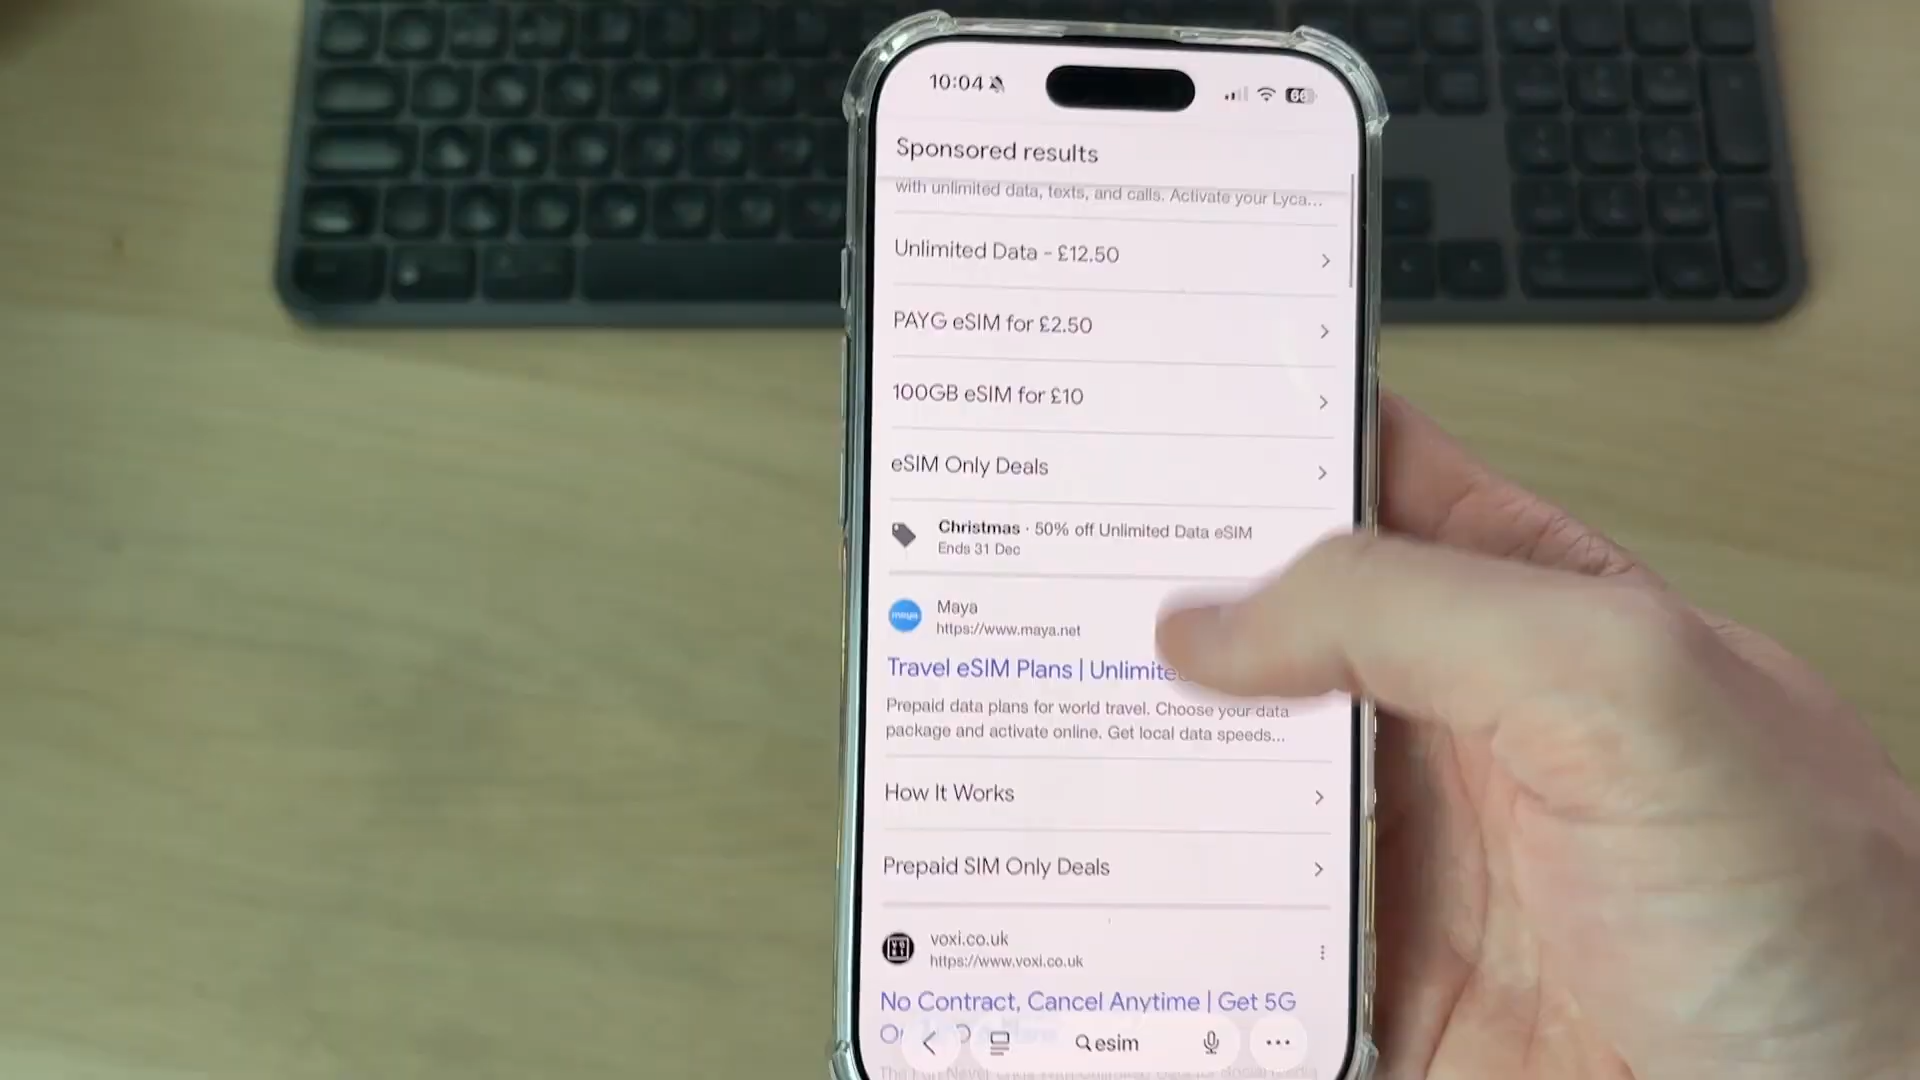 10:04
66
Sponsored results
with unlimited data, texts, and calls. Activate your Lyca...
Unlimited Data - £12.50
PAYG eSIM for £2.50
100GB eSIM for £10
eSIM Only Deals
Christmas · 50% off Unlimited Data eSIM
Ends 31 Dec
maya
Maya
https://www.maya.net
Travel eSIM Plans | Unlimited
Prepaid data plans for world travel. Choose your data
package and activate online. Get local data speeds...
How It Works
Prepaid SIM Only Deals
voxi.co.uk
https://www.voxi.co.uk
No Contract, Cancel Anytime | Get 5G
esim